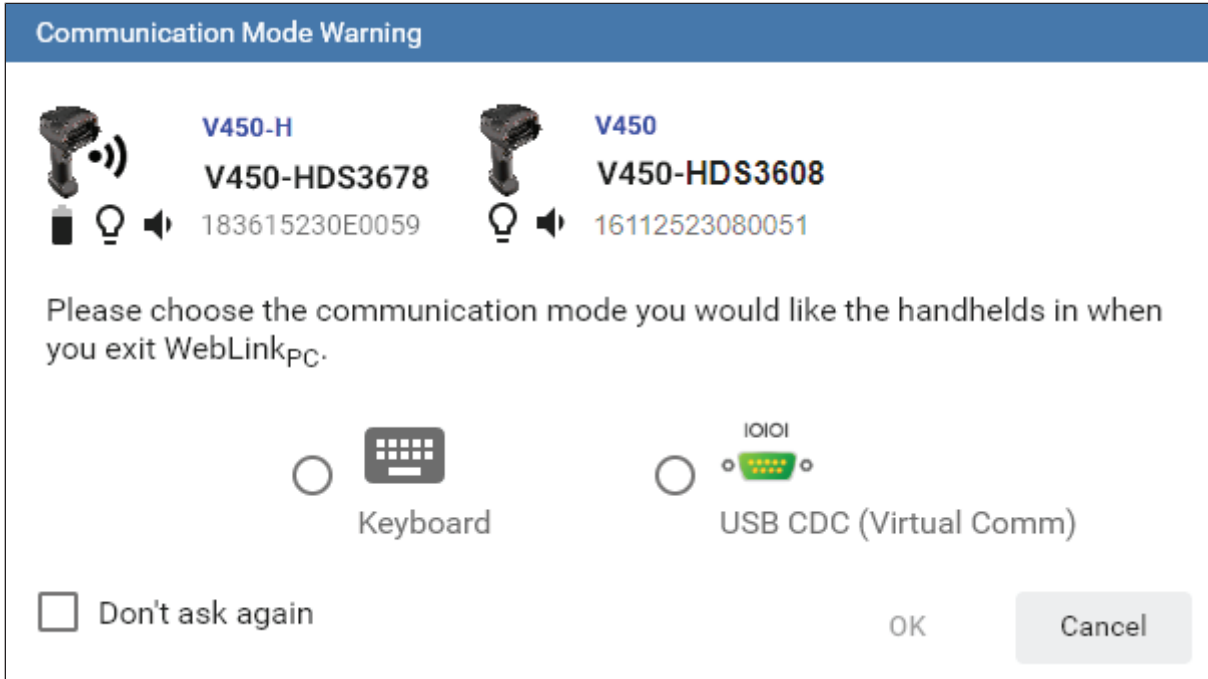 Communication Mode Warning
V450-H
V450-HDS3678
183615230E0059
V450
V450-HDS3608
16112523080051
Please choose the communication mode you would like the handhelds in when
you exit WebLinkPC.
IOIOI
Keyboard
USB CDC (Virtual Comm)
Don't ask again
OK
Cancel